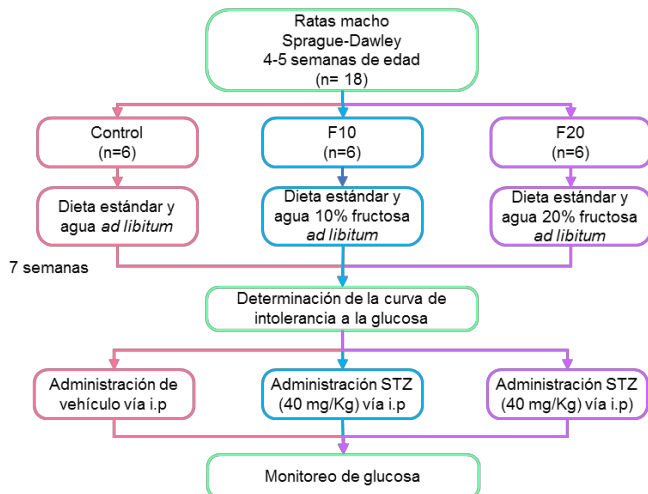 Ratas macho
Sprague-Dawley
4-5 semanas de edad
(n= 18)
Control
(n=6)
F10
(n=6)
F20
(n=6)
Dieta estándar y
agua ad libitum
Dieta estándar y
agua 10% fructosa
ad libitum
Dieta estándar y
agua 20% fructosa
ad libitum
7 semanas
Determinación de la curva de
intolerancia a la glucosa
Administración de
vehículo vía i.p
Administración STZ
(40 mg/Kg) vía i.p
Administración STZ
(40 mg/Kg) vía i.p)
Monitoreo de glucosa